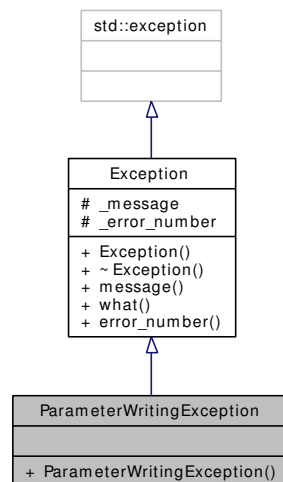 std::exception
Exception
# _message
# _error_number
+ Exception()
+ ~Exception()
+ message()
+ what()
+ error_number()
ParameterWritingException
+ ParameterWritingException()